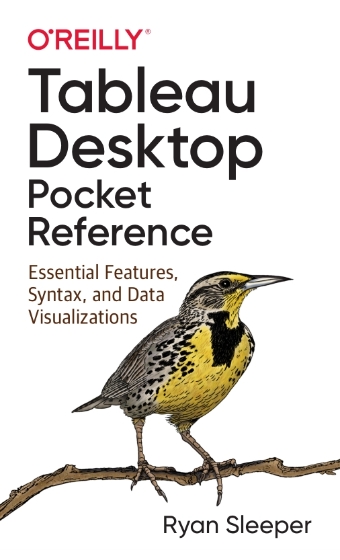 O'REILLY®
Tableau
Desktop
Pocket
Reference
Essential Features,
Syntax, and Data
Visualizations
Ryan Sleeper